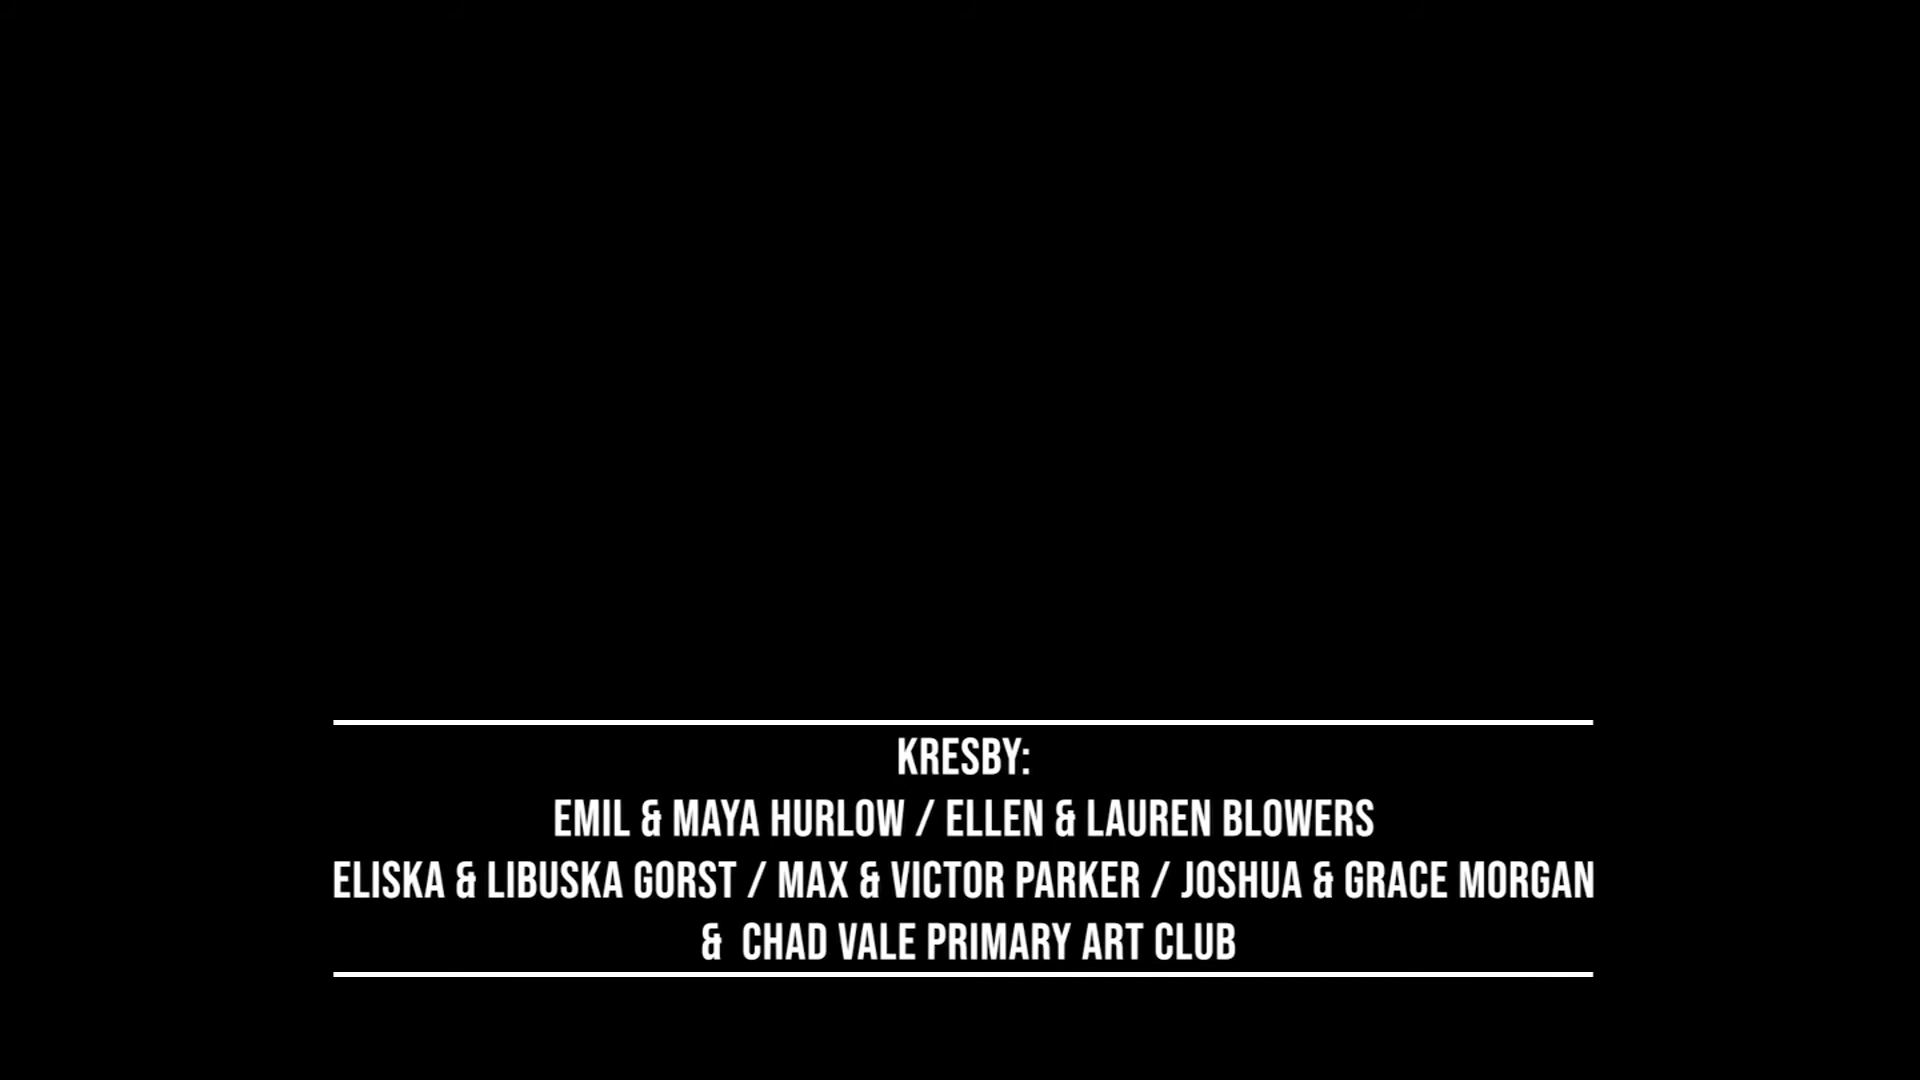 KRESBY:
EMIL & MAYA HURLOW / ELLEN & LAUREN BLOWERS
ELISKA & LIBUSKA GORST / MAX & VICTOR PARKER / JOSHUA & GRACE MORGAN
& CHAD VALE PRIMARY ART CLUB